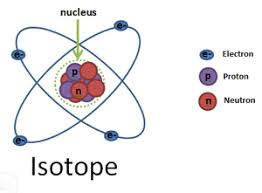 nucleus
e-
e-
Electron
p
p
Proton
n
n
Neutron
e-
e-
Isotope